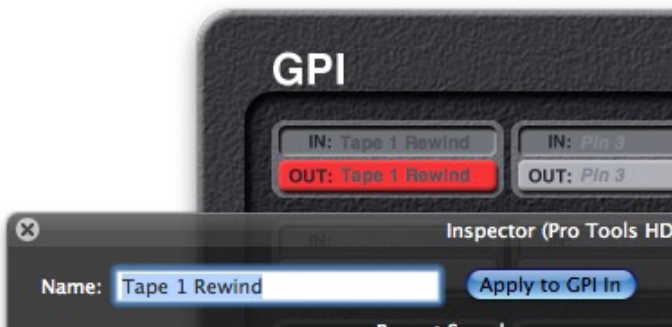 GPI
IN: Tape 1 Rewind
IN: Pin 3
OUT: Tape 1 Rewind
OUT: Pin 3
IN:
Inspector (Pro Tools HD
Name: Tape 1 Rewind
Apply to GPI In